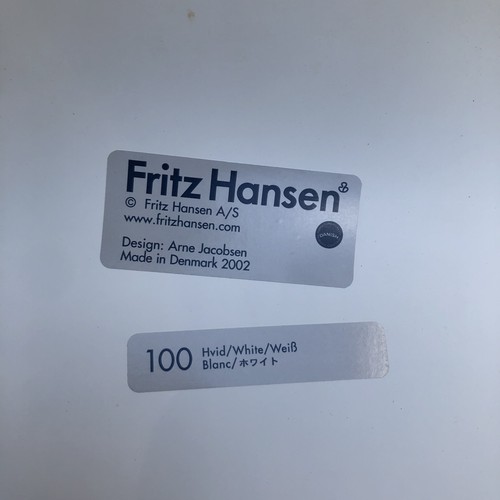 Fritz Hansen
© Fritz Hansen A/S
www.fritzhansen.com
DANISH
Design: Arne Jacobsen
Made in Denmark 2002
100 Hvid/White/Weiß
Blanc/ホワイト